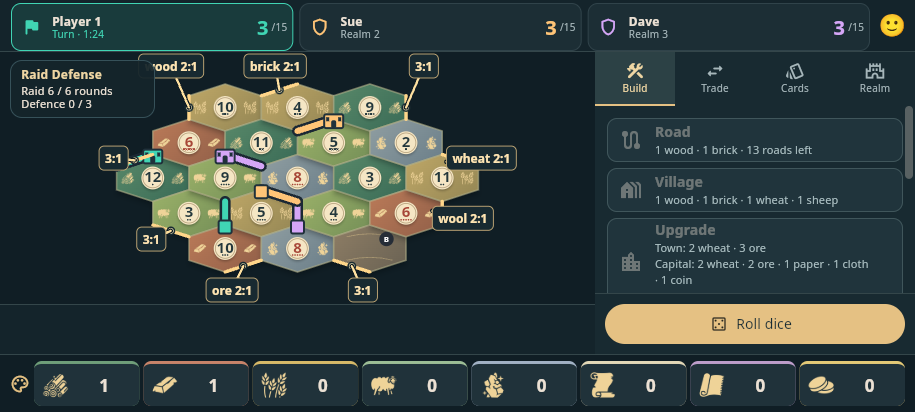 Player 1
Turn · 1:24
3 /15
Sue
Realm 2
3 /15
Dave
Realm 3
3 /15
Raid Defense
Raid 6 / 6 rounds
Defence 0 / 3
wood 2:1
brick 2:1
3:1
10
4
9
6
11
5
2
3:1
wheat 2:1
12
9
8
3
11
3
5
4
6
wool 2:1
3:1
10
8
B
ore 2:1
3:1
Build
Trade
Cards
Realm
Road
1 wood · 1 brick · 13 roads left
Village
1 wood · 1 brick · 1 wheat · 1 sheep
Upgrade
Town: 2 wheat · 3 ore
Capital: 2 wheat · 2 ore · 1 paper · 1 cloth
· 1 coin
Roll dice
1
1
0
0
0
0
0
0